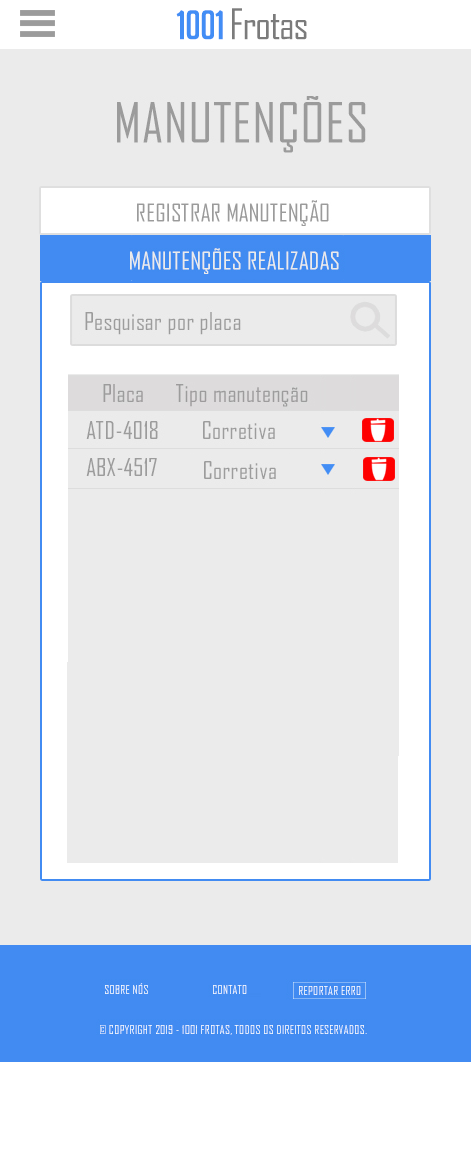 1001 Frotas
MANUTENÇÕES
REGISTRAR MANUTENÇÃO
MANUTENÇÕES REALIZADAS
Pesquisar por placa
Placa Tipo manutenção
ATD-4018 Corretiva
ABX-4517 Corretiva
SOBRE NÓS CONTATO REPORTAR ERRO
© COPYRIGHT 2019 - 1001 FROTAS, TODOS OS DIREITOS RESERVADOS.